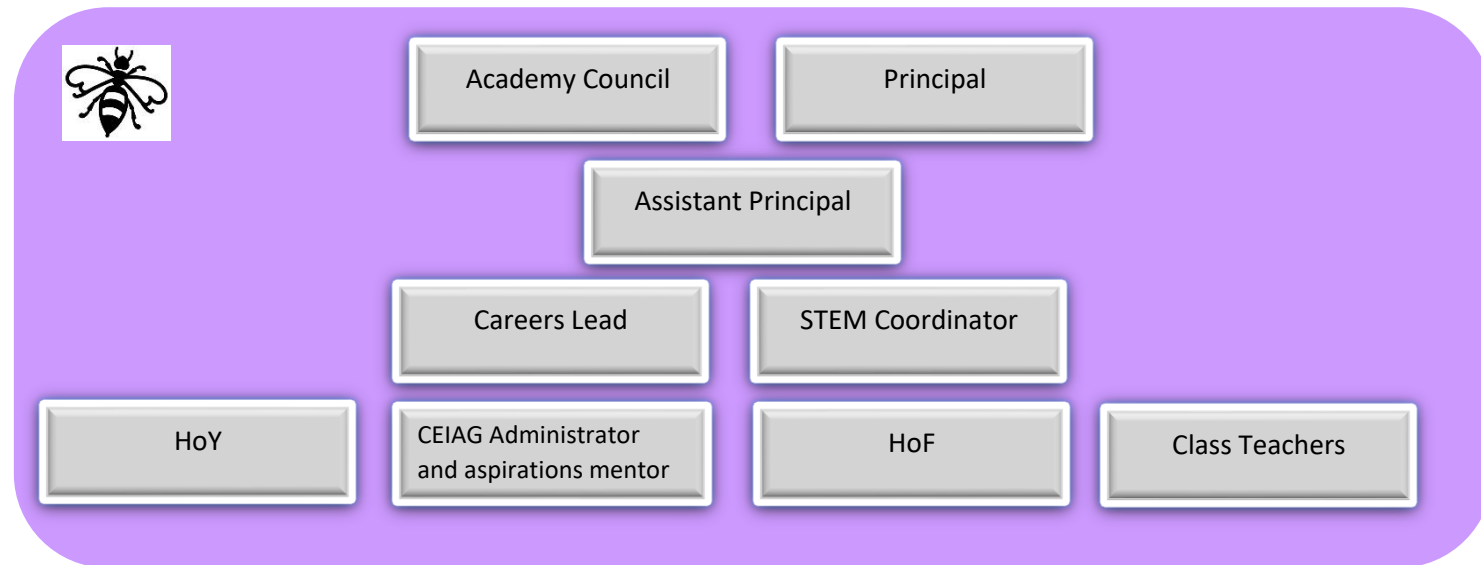 Academy Council
Principal
Assistant Principal
Careers Lead
STEM Coordinator
HoY
CEIAG Administrator
and aspirations mentor
HoF
Class Teachers